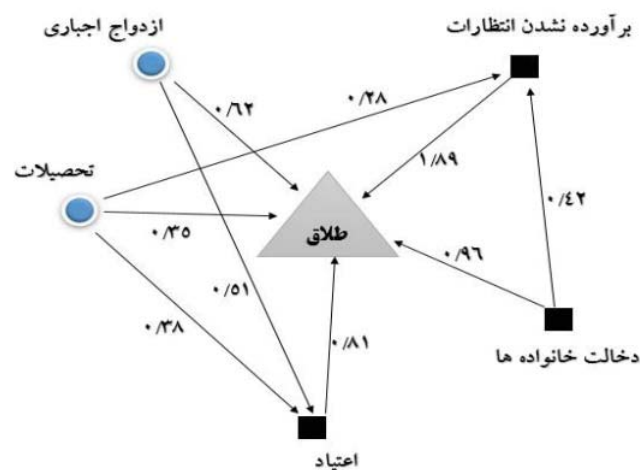 ازدواج اجباری
برآورده نشدن انتظارات
۰/۲۸
۰/۶۲
۱/۸۹
تحصیلات
۰/۳۵
طلاق
۰/۴۲
۰/۹۶
۰/۵۱
۰/۳۸
۰/۸۱
دخالت خانواده ها
اعتیاد